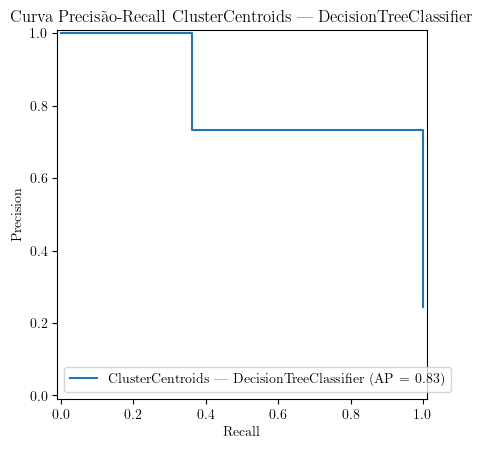 Curva Precisão-Recall ClusterCentroids — DecisionTreeClassifier
1.0
0.8
0.6
0.4
0.2
0.0
Precision
ClusterCentroids — DecisionTreeClassifier (AP = 0.83)
0.0 0.2 0.4 0.6 0.8 1.0
Recall